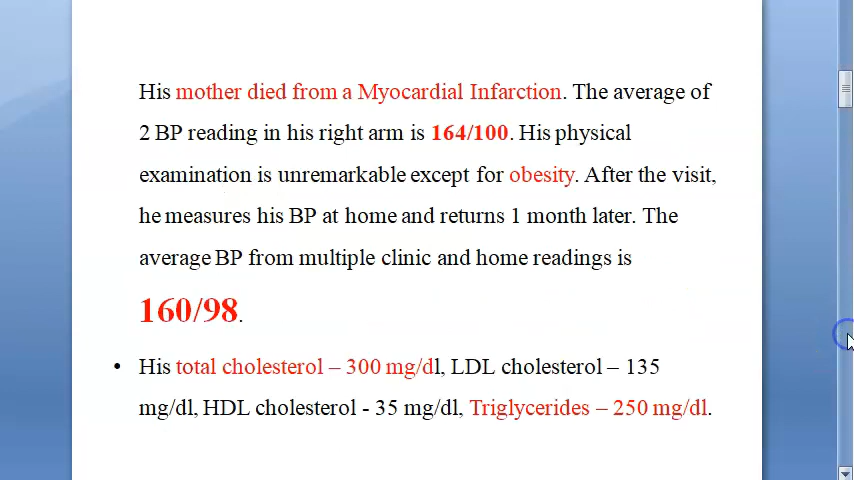 His mother died from a Myocardial Infarction. The average of
2 BP reading in his right arm is 164/100. His physical
examination is unremarkable except for obesity. After the visit,
he measures his BP at home and returns 1 month later. The
average BP from multiple clinic and home readings is
160/98.
• His total cholesterol – 300 mg/dl, LDL cholesterol – 135
mg/dl, HDL cholesterol - 35 mg/dl, Triglycerides – 250 mg/dl.